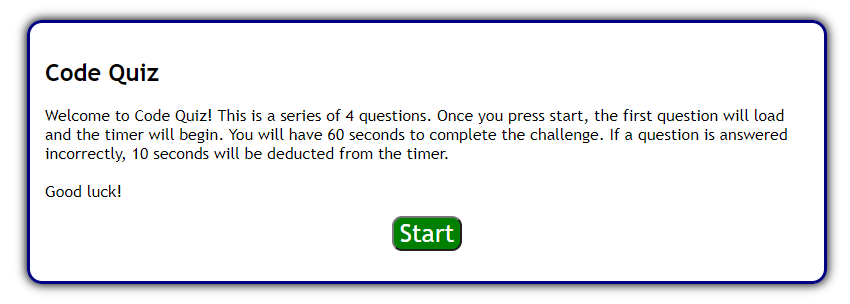 Code Quiz
Welcome to Code Quiz! This is a series of 4 questions. Once you press start, the first question will load
and the timer will begin. You will have 60 seconds to complete the challenge. If a question is answered
incorrectly, 10 seconds will be deducted from the timer.
Good luck!
Start